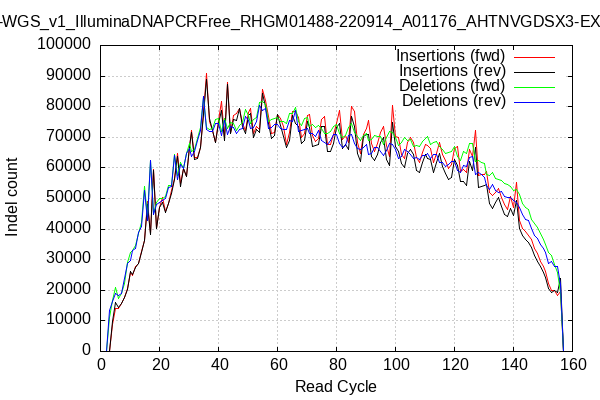 -WGS_v1_IlluminaDNAPCRFree_RHGM01488-220914_A01176_AHTNVGDSX3-EX
Insertions (fwd)
Insertions (rev)
Deletions (fwd)
Deletions (rev)
Indel count
100000
90000
80000
70000
60000
50000
40000
30000
20000
10000
0
0 20 40 60 80 100 120 140 160
Read Cycle